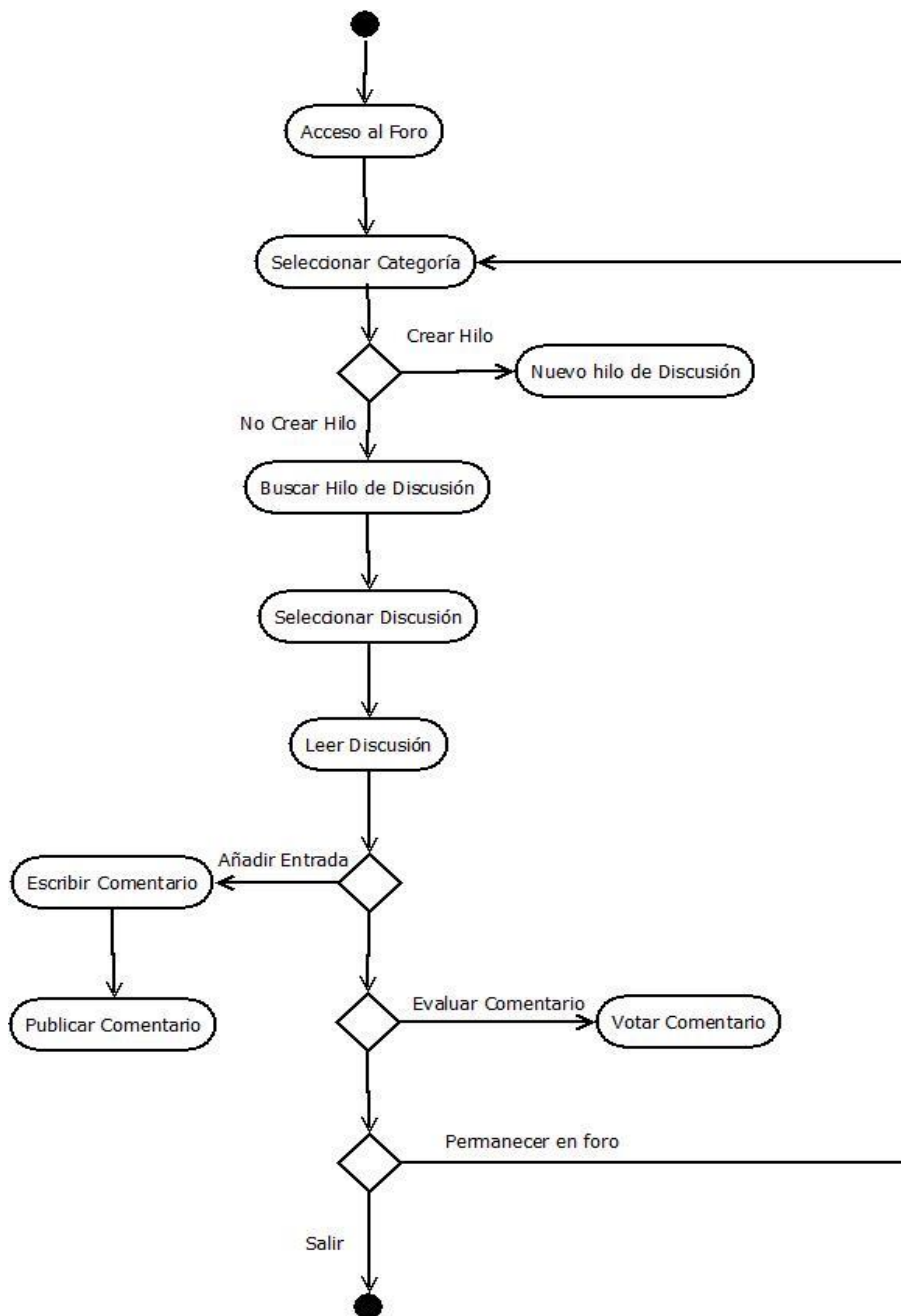 Acceso al Foro
Seleccionar Categoría
Crear Hilo
Nuevo hilo de Discusión
No Crear Hilo
Buscar Hilo de Discusión
Seleccionar Discusión
Leer Discusión
Añadir Entrada
Escribir Comentario
Evaluar Comentario
Publicar Comentario
Votar Comentario
Permanecer en foro
Salir